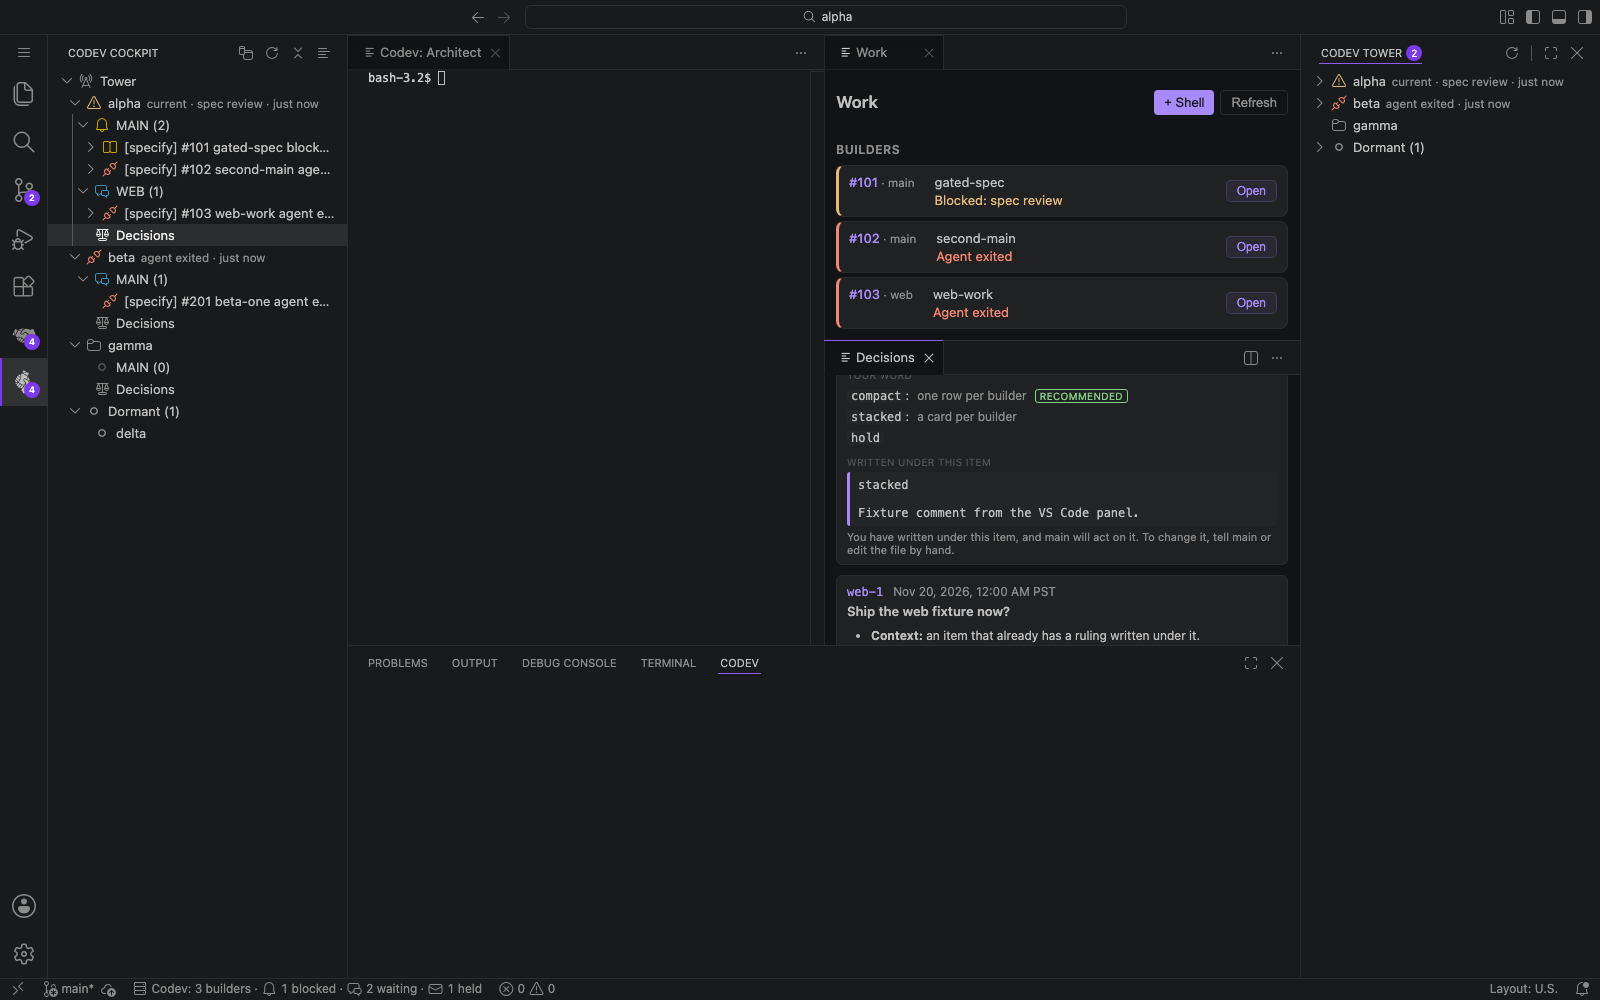 alpha
CODEV COCKPIT
Tower
alpha current · spec review · just now
MAIN (2)
[specify] #101 gated-spec block...
[specify] #102 second-main age...
WEB (1)
[specify] #103 web-work agent e...
Decisions
beta agent exited · just now
MAIN (1)
[specify] #201 beta-one agent e...
Decisions
gamma
MAIN (0)
Decisions
Dormant (1)
delta
2
4
4
Codev: Architect
bash-3.2$
Work
Work
+ Shell
Refresh
BUILDERS
#101 · main gated-spec
Blocked: spec review
Open
#102 · main second-main
Agent exited
Open
#103 · web web-work
Agent exited
Open
Decisions
YOUR WORD
compact: one row per builder RECOMMENDED
stacked: a card per builder
hold
WRITTEN UNDER THIS ITEM
stacked
Fixture comment from the VS Code panel.
You have written under this item, and main will act on it. To change it, tell main or
edit the file by hand.
web-1 Nov 20, 2026, 12:00 AM PST
Ship the web fixture now?
• Context: an item that already has a ruling written under it.
PROBLEMS OUTPUT DEBUG CONSOLE TERMINAL CODEV
CODEV TOWER 2
alpha current · spec review · just now
beta agent exited · just now
gamma
Dormant (1)
main* Codev: 3 builders · 1 blocked · 2 waiting · 1 held 0 0
Layout: U.S.